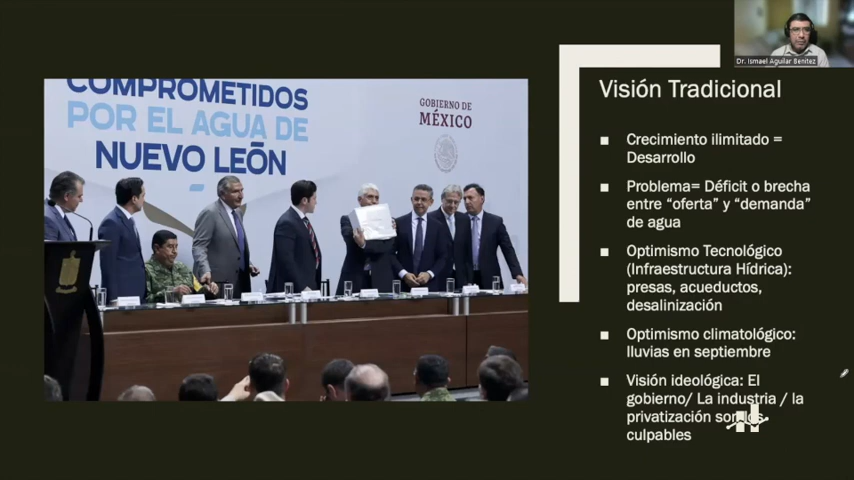 Dr. Ismael Aguilar Benitez
COMPROMETIDOS
POR EL AGUA DE
NUEVO LEÓN
GOBIERNO DE
MÉXICO
Visión Tradicional
Crecimiento ilimitado =
Desarrollo
Problema= Déficit o brecha
entre “oferta” y “demanda”
de agua
Optimismo Tecnológico
(Infraestructura Hídrica):
presas, acueductos,
desalinización
Optimismo climatológico:
lluvias en septiembre
Visión ideológica: El
gobierno/ La industria / la
privatización son los
culpables